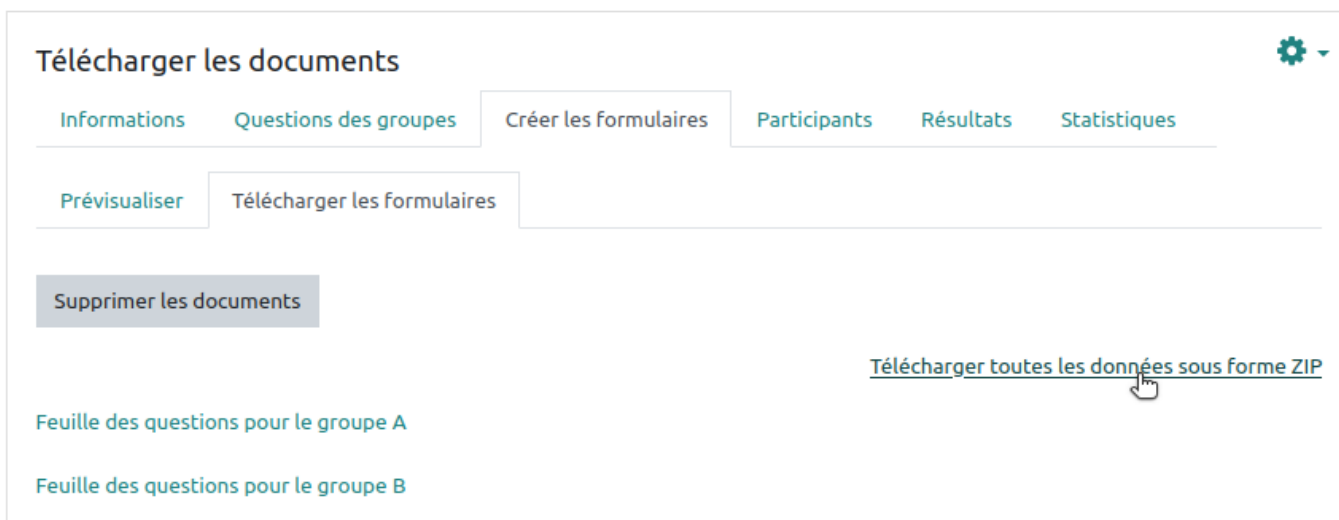 Télécharger les documents
Informations Questions des groupes Créer les formulaires Participants Résultats Statistiques
Prévisualiser Télécharger les formulaires
Supprimer les documents
Télécharger toutes les données sous forme ZIP
Feuille des questions pour le groupe A
Feuille des questions pour le groupe B